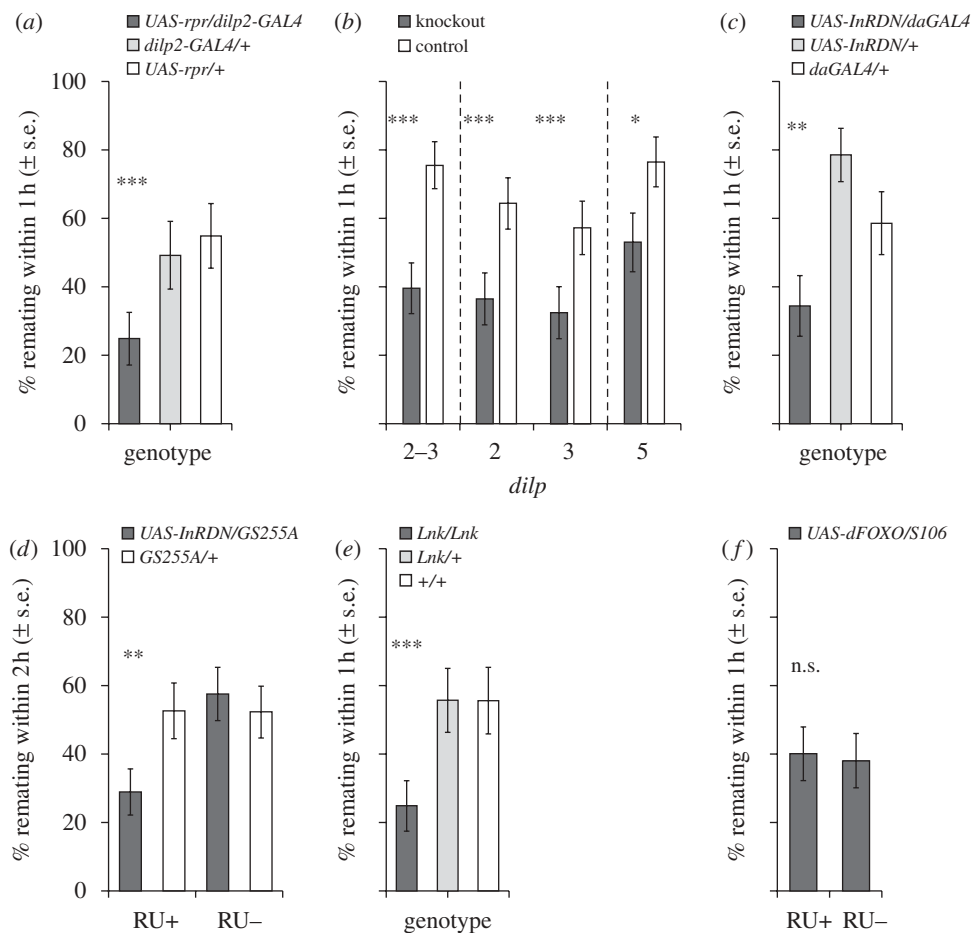 (a)
UAS-rpr/dilp2-GAL4
dilp2-GAL4/+
UAS-rpr/+
% remating within 1 h (± s.e.)
100
80
60
40
20
0
***
genotype
(b)
knockout
control
% remating within 1 h (± s.e.)
***
***
***
*
2–3
2
3
5
dilp
(c)
UAS-InRDN/daGAL4
UAS-InRDN/+
daGAL4/+
% remating within 1 h (± s.e.)
**
genotype
(d)
UAS-InRDN/GS255A
GS255A/+
% remating within 2 h (± s.e.)
100
80
60
40
20
0
**
RU+
RU–
(e)
Lnk/Lnk
Lnk/+
+/+
% remating within 1 h (± s.e.)
***
genotype
(f)
UAS-dFOXO/S106
% remating within 1 h (± s.e.)
n.s.
RU+
RU–